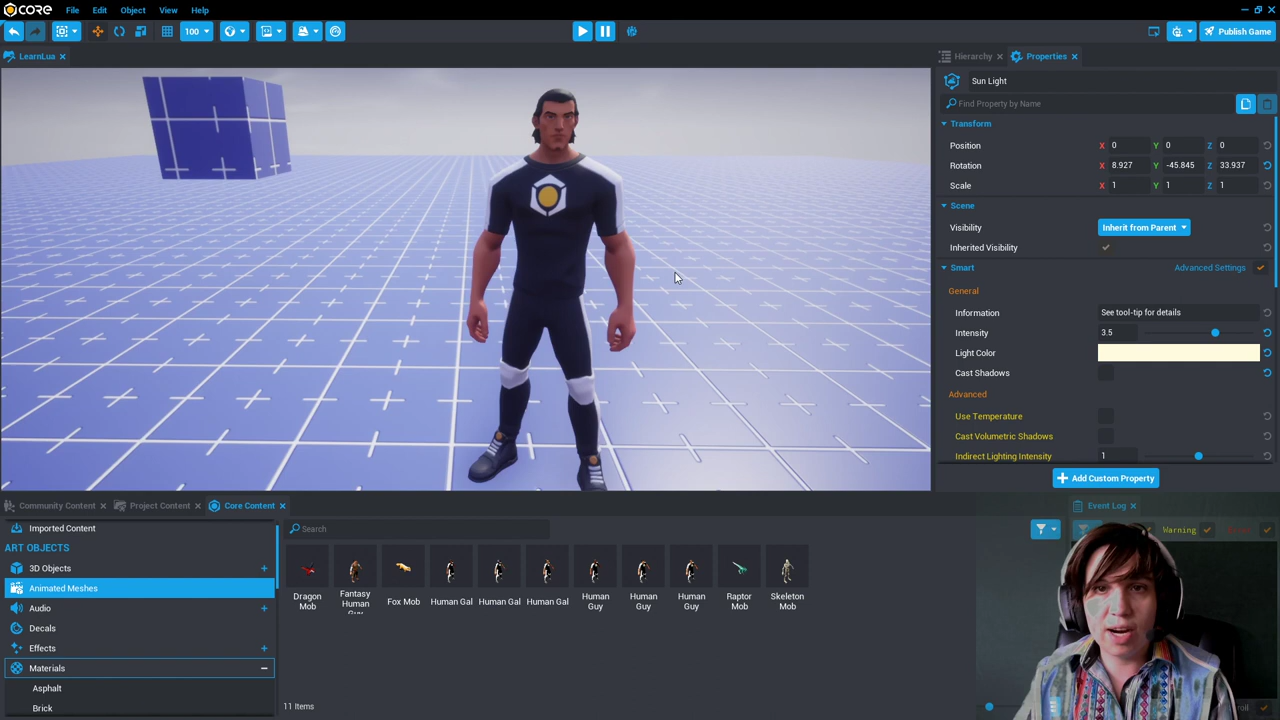 CORE File Edit Object View Help
100 Publish Game
LearnLua Hierarchy Properties
Sun Light
Find Property by Name
Transform
Position X 0 Y 0 Z 0
Rotation X 8.927 Y -45.845 Z 33.937
Scale X 1 Y 1 Z 1
Scene
Visibility Inherit from Parent
Inherited Visibility
Smart Advanced Settings
General
Information See tool-tip for details
Intensity 3.5
Light Color
Cast Shadows
Advanced
Use Temperature
Cast Volumetric Shadows
Indirect Lighting Intensity 1
Add Custom Property
Community Content Project Content Core Content Event Log
Imported Content Search Warning
ART OBJECTS
3D Objects
Animated Meshes
Audio
Decals
Effects
Materials
Asphalt
Brick
Dragon Mob
Fantasy Human
Fox Mob
Human Gal
Human Gal
Human Gal
Human Guy
Human Guy
Human Guy
Raptor Mob
Skeleton Mob
11 Items